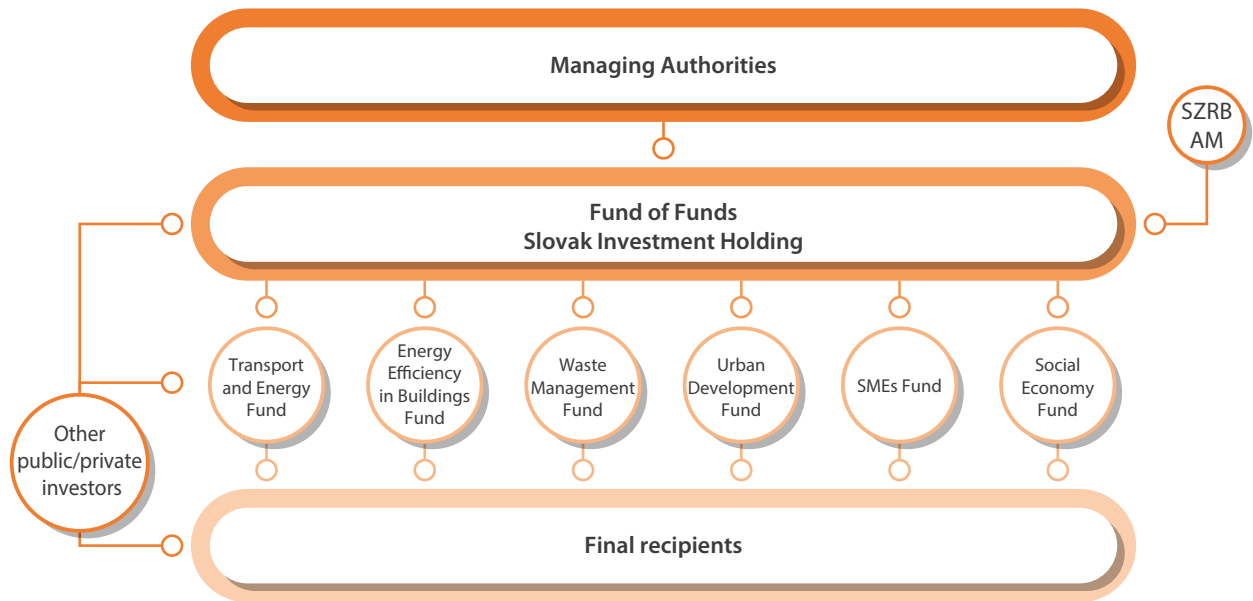 Managing Authorities
SZRB
AM
Fund of Funds
Slovak Investment Holding
Transport
and Energy
Fund
Energy
Efficiency
in Buildings
Fund
Waste
Management
Fund
Urban
Development
Fund
SMEs Fund
Social
Economy
Fund
Other
public/private
investors
Final recipients